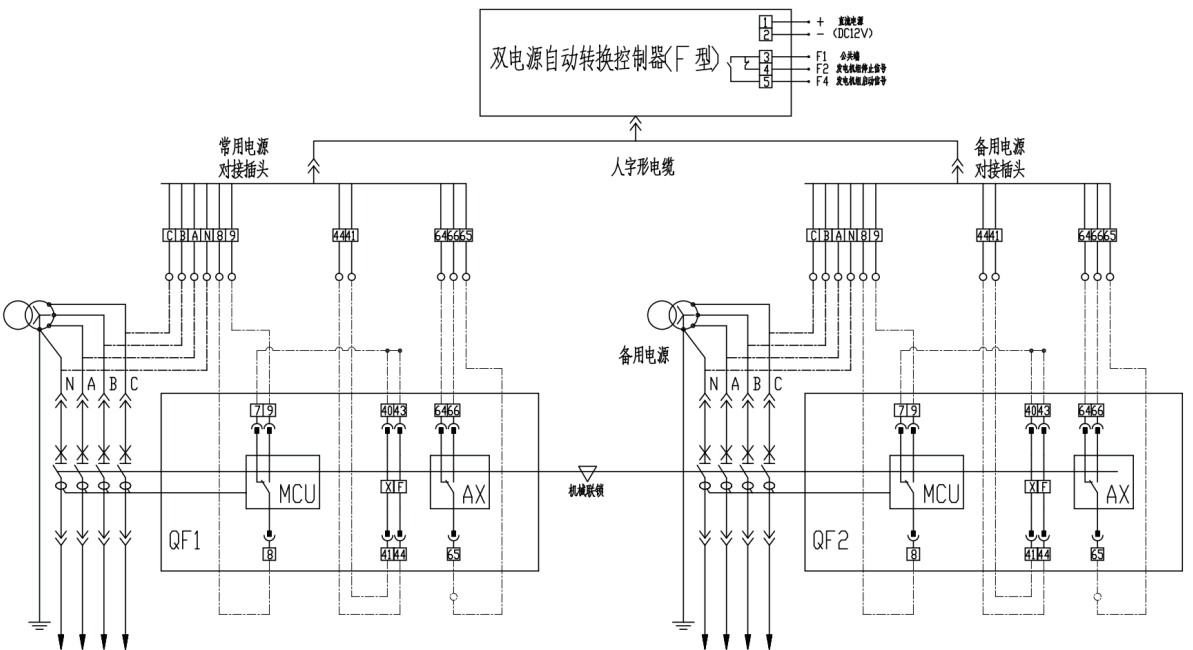 双电源自动转换控制器(F 型)
1 + 直流电源
2 - (DC12V)
3 F1 公共端
4 F2 发电机组停止信号
5 F4 发电机组启动信号
常用电源
对接插头
人字形电缆
备用电源
对接插头
C B A N 8 9 44 41 64 66 65
C B A N 8 9 44 41 64 66 65
备用电源
N A B C
N A B C
7 9 40 43 64 66
7 9 40 43 64 66
机械联锁
MCU X F AX
MCU X F AX
QF1
QF2
8 41 44 65
8 41 44 65